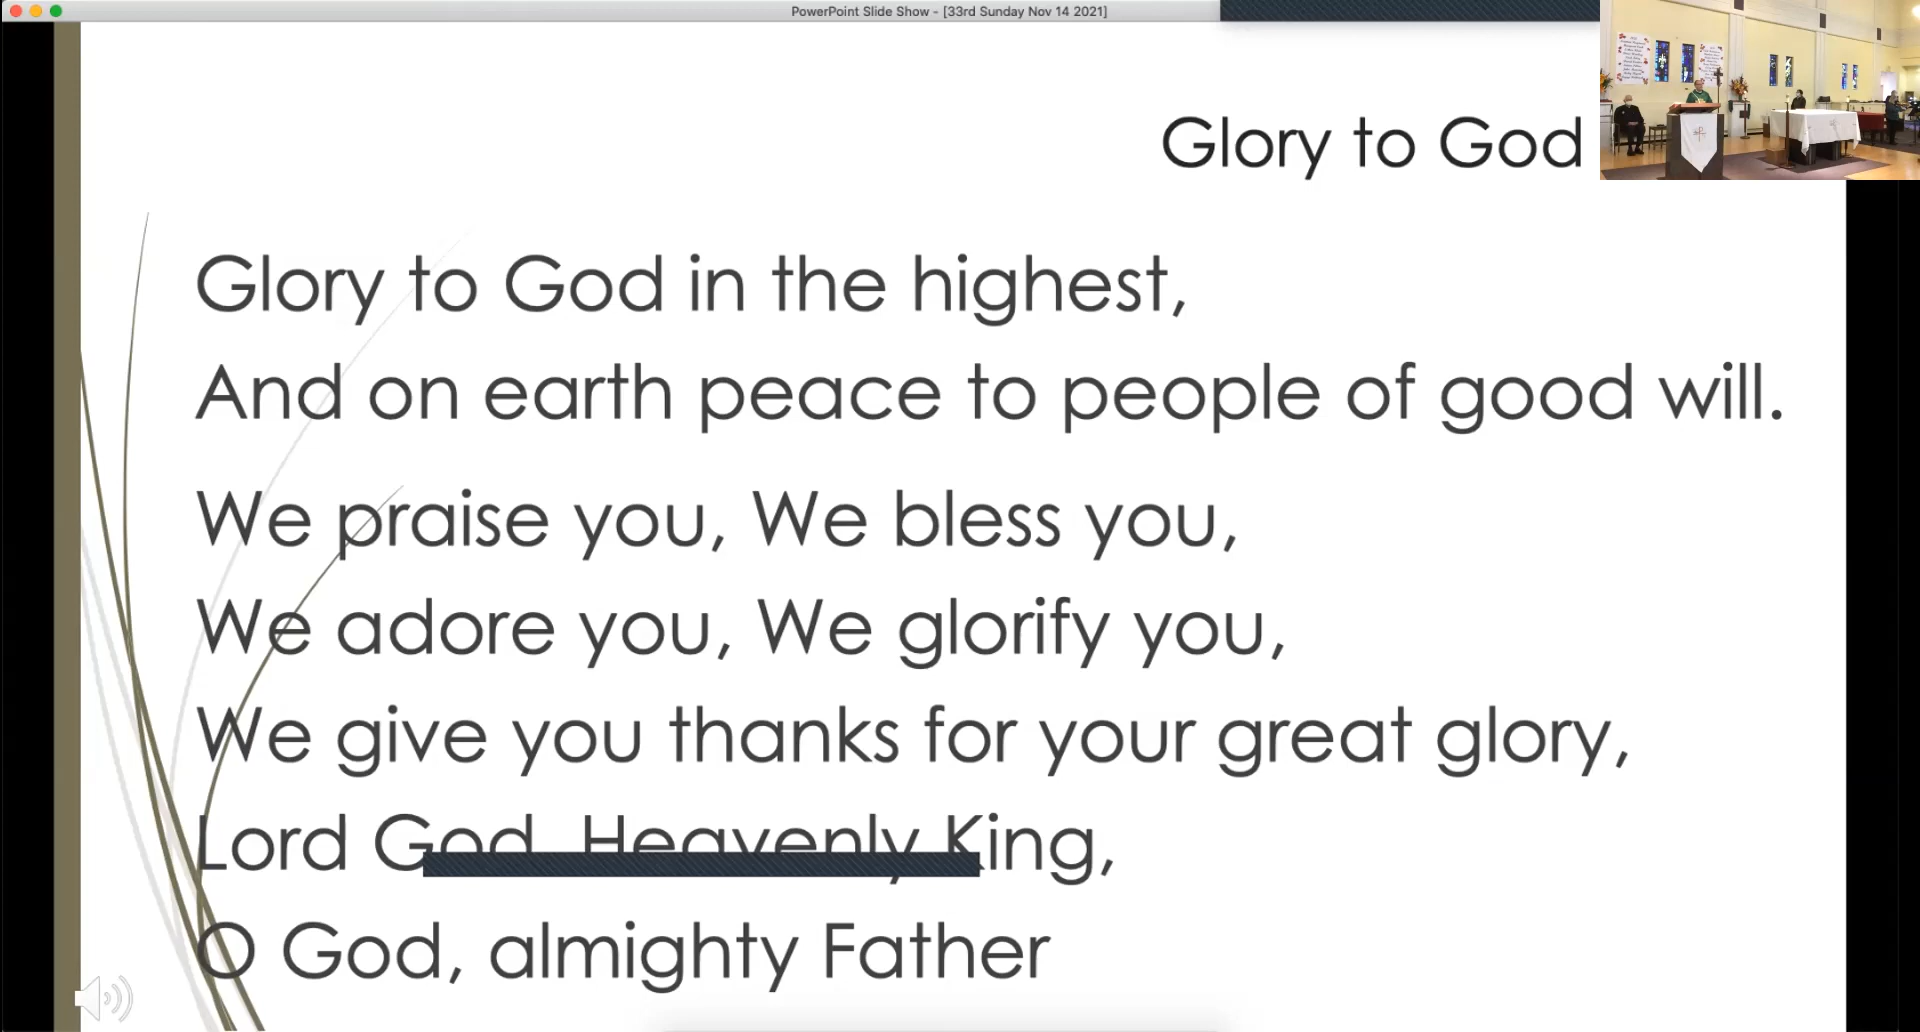 PowerPoint Slide Show - [33rd Sunday Nov 14 2021]
Glory to God
Glory to God in the highest,
And on earth peace to people of good will.
We praise you, We bless you,
We adore you, We glorify you,
We give you thanks for your great glory,
Lord God, Heavenly King,
O God, almighty Father